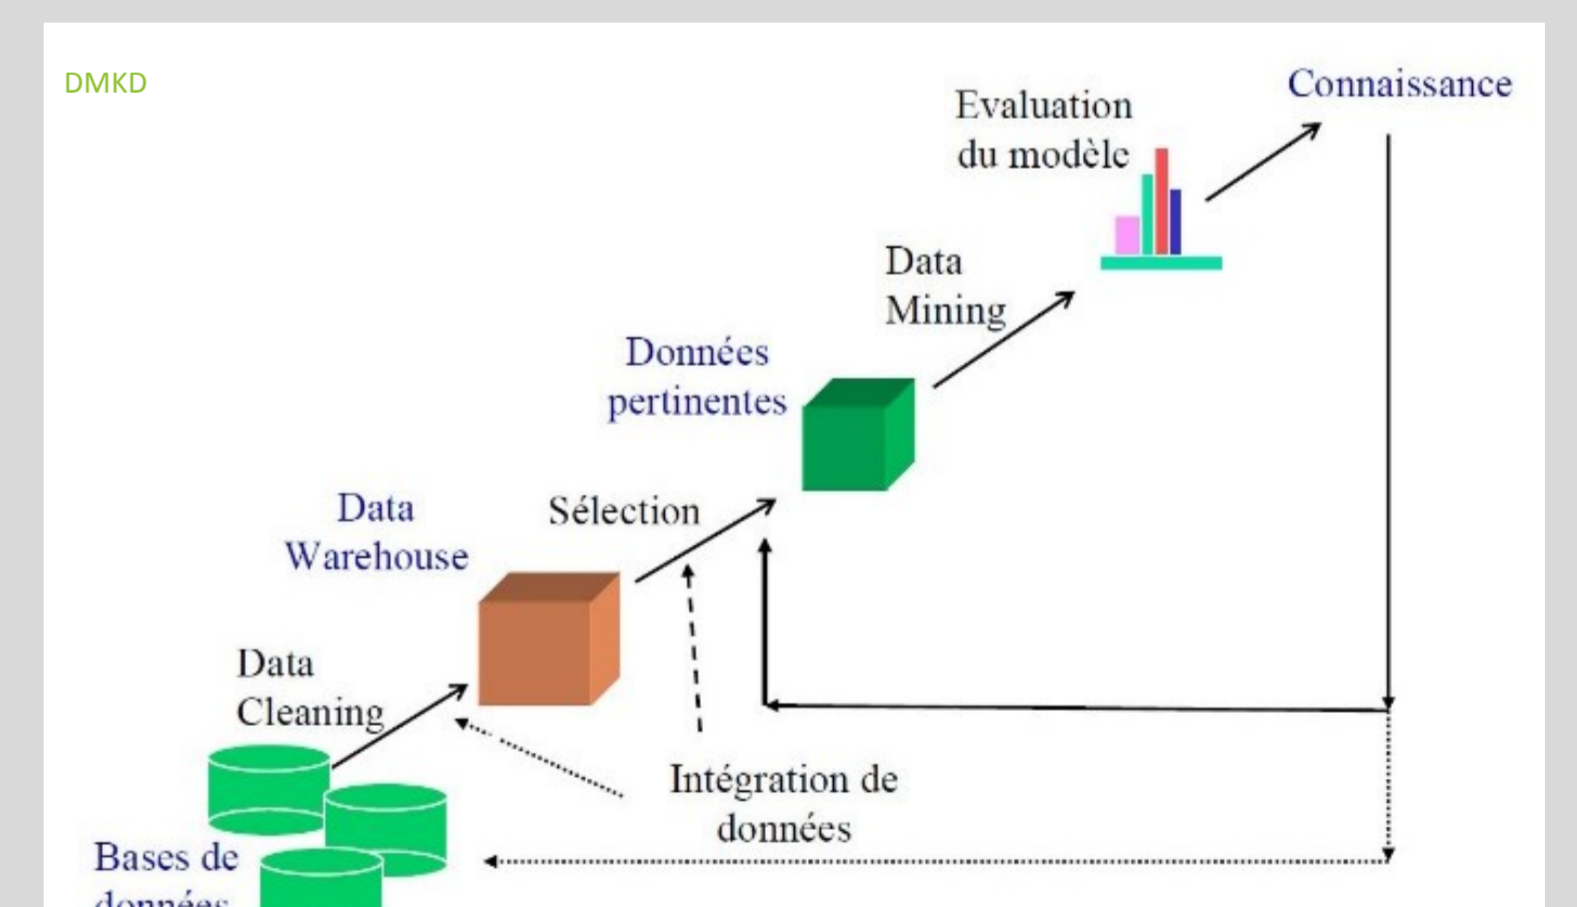 DMKD
Connaissance
Evaluation
du modèle
Data
Mining
Données
pertinentes
Data
Warehouse
Sélection
Data
Cleaning
Intégration de
données
Bases de
données